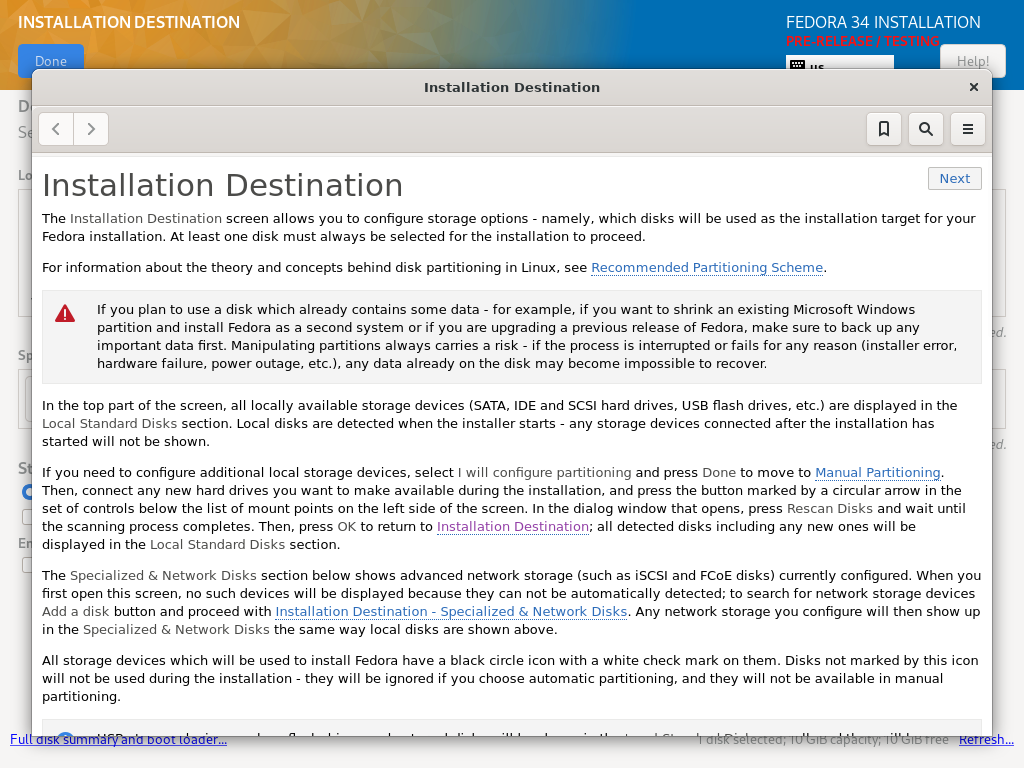 INSTALLATION DESTINATION
FEDORA 34 INSTALLATION
PRE-RELEASE / TESTING
Done
us
Help!
Installation Destination
Installation Destination
Next
The Installation Destination screen allows you to configure storage options - namely, which disks will be used as the installation target for your
Fedora installation. At least one disk must always be selected for the installation to proceed.
For information about the theory and concepts behind disk partitioning in Linux, see Recommended Partitioning Scheme.
If you plan to use a disk which already contains some data - for example, if you want to shrink an existing Microsoft Windows
partition and install Fedora as a second system or if you are upgrading a previous release of Fedora, make sure to back up any
important data first. Manipulating partitions always carries a risk - if the process is interrupted or fails for any reason (installer error,
hardware failure, power outage, etc.), any data already on the disk may become impossible to recover.
In the top part of the screen, all locally available storage devices (SATA, IDE and SCSI hard drives, USB flash drives, etc.) are displayed in the
Local Standard Disks section. Local disks are detected when the installer starts - any storage devices connected after the installation has
started will not be shown.
If you need to configure additional local storage devices, select I will configure partitioning and press Done to move to Manual Partitioning.
Then, connect any new hard drives you want to make available during the installation, and press the button marked by a circular arrow in the
set of controls below the list of mount points on the left side of the screen. In the dialog window that opens, press Rescan Disks and wait until
the scanning process completes. Then, press OK to return to Installation Destination; all detected disks including any new ones will be
displayed in the Local Standard Disks section.
The Specialized & Network Disks section below shows advanced network storage (such as iSCSI and FCoE disks) currently configured. When you
first open this screen, no such devices will be displayed because they can not be automatically detected; to search for network storage devices
Add a disk button and proceed with Installation Destination - Specialized & Network Disks. Any network storage you configure will then show up
in the Specialized & Network Disks the same way local disks are shown above.
All storage devices which will be used to install Fedora have a black circle icon with a white check mark on them. Disks not marked by this icon
will not be used during the installation - they will be ignored if you choose automatic partitioning, and they will not be available in manual
partitioning.
Full disk summary and boot loader...
1 disk selected; 10 GiB capacity; 10 GiB free
Refresh...